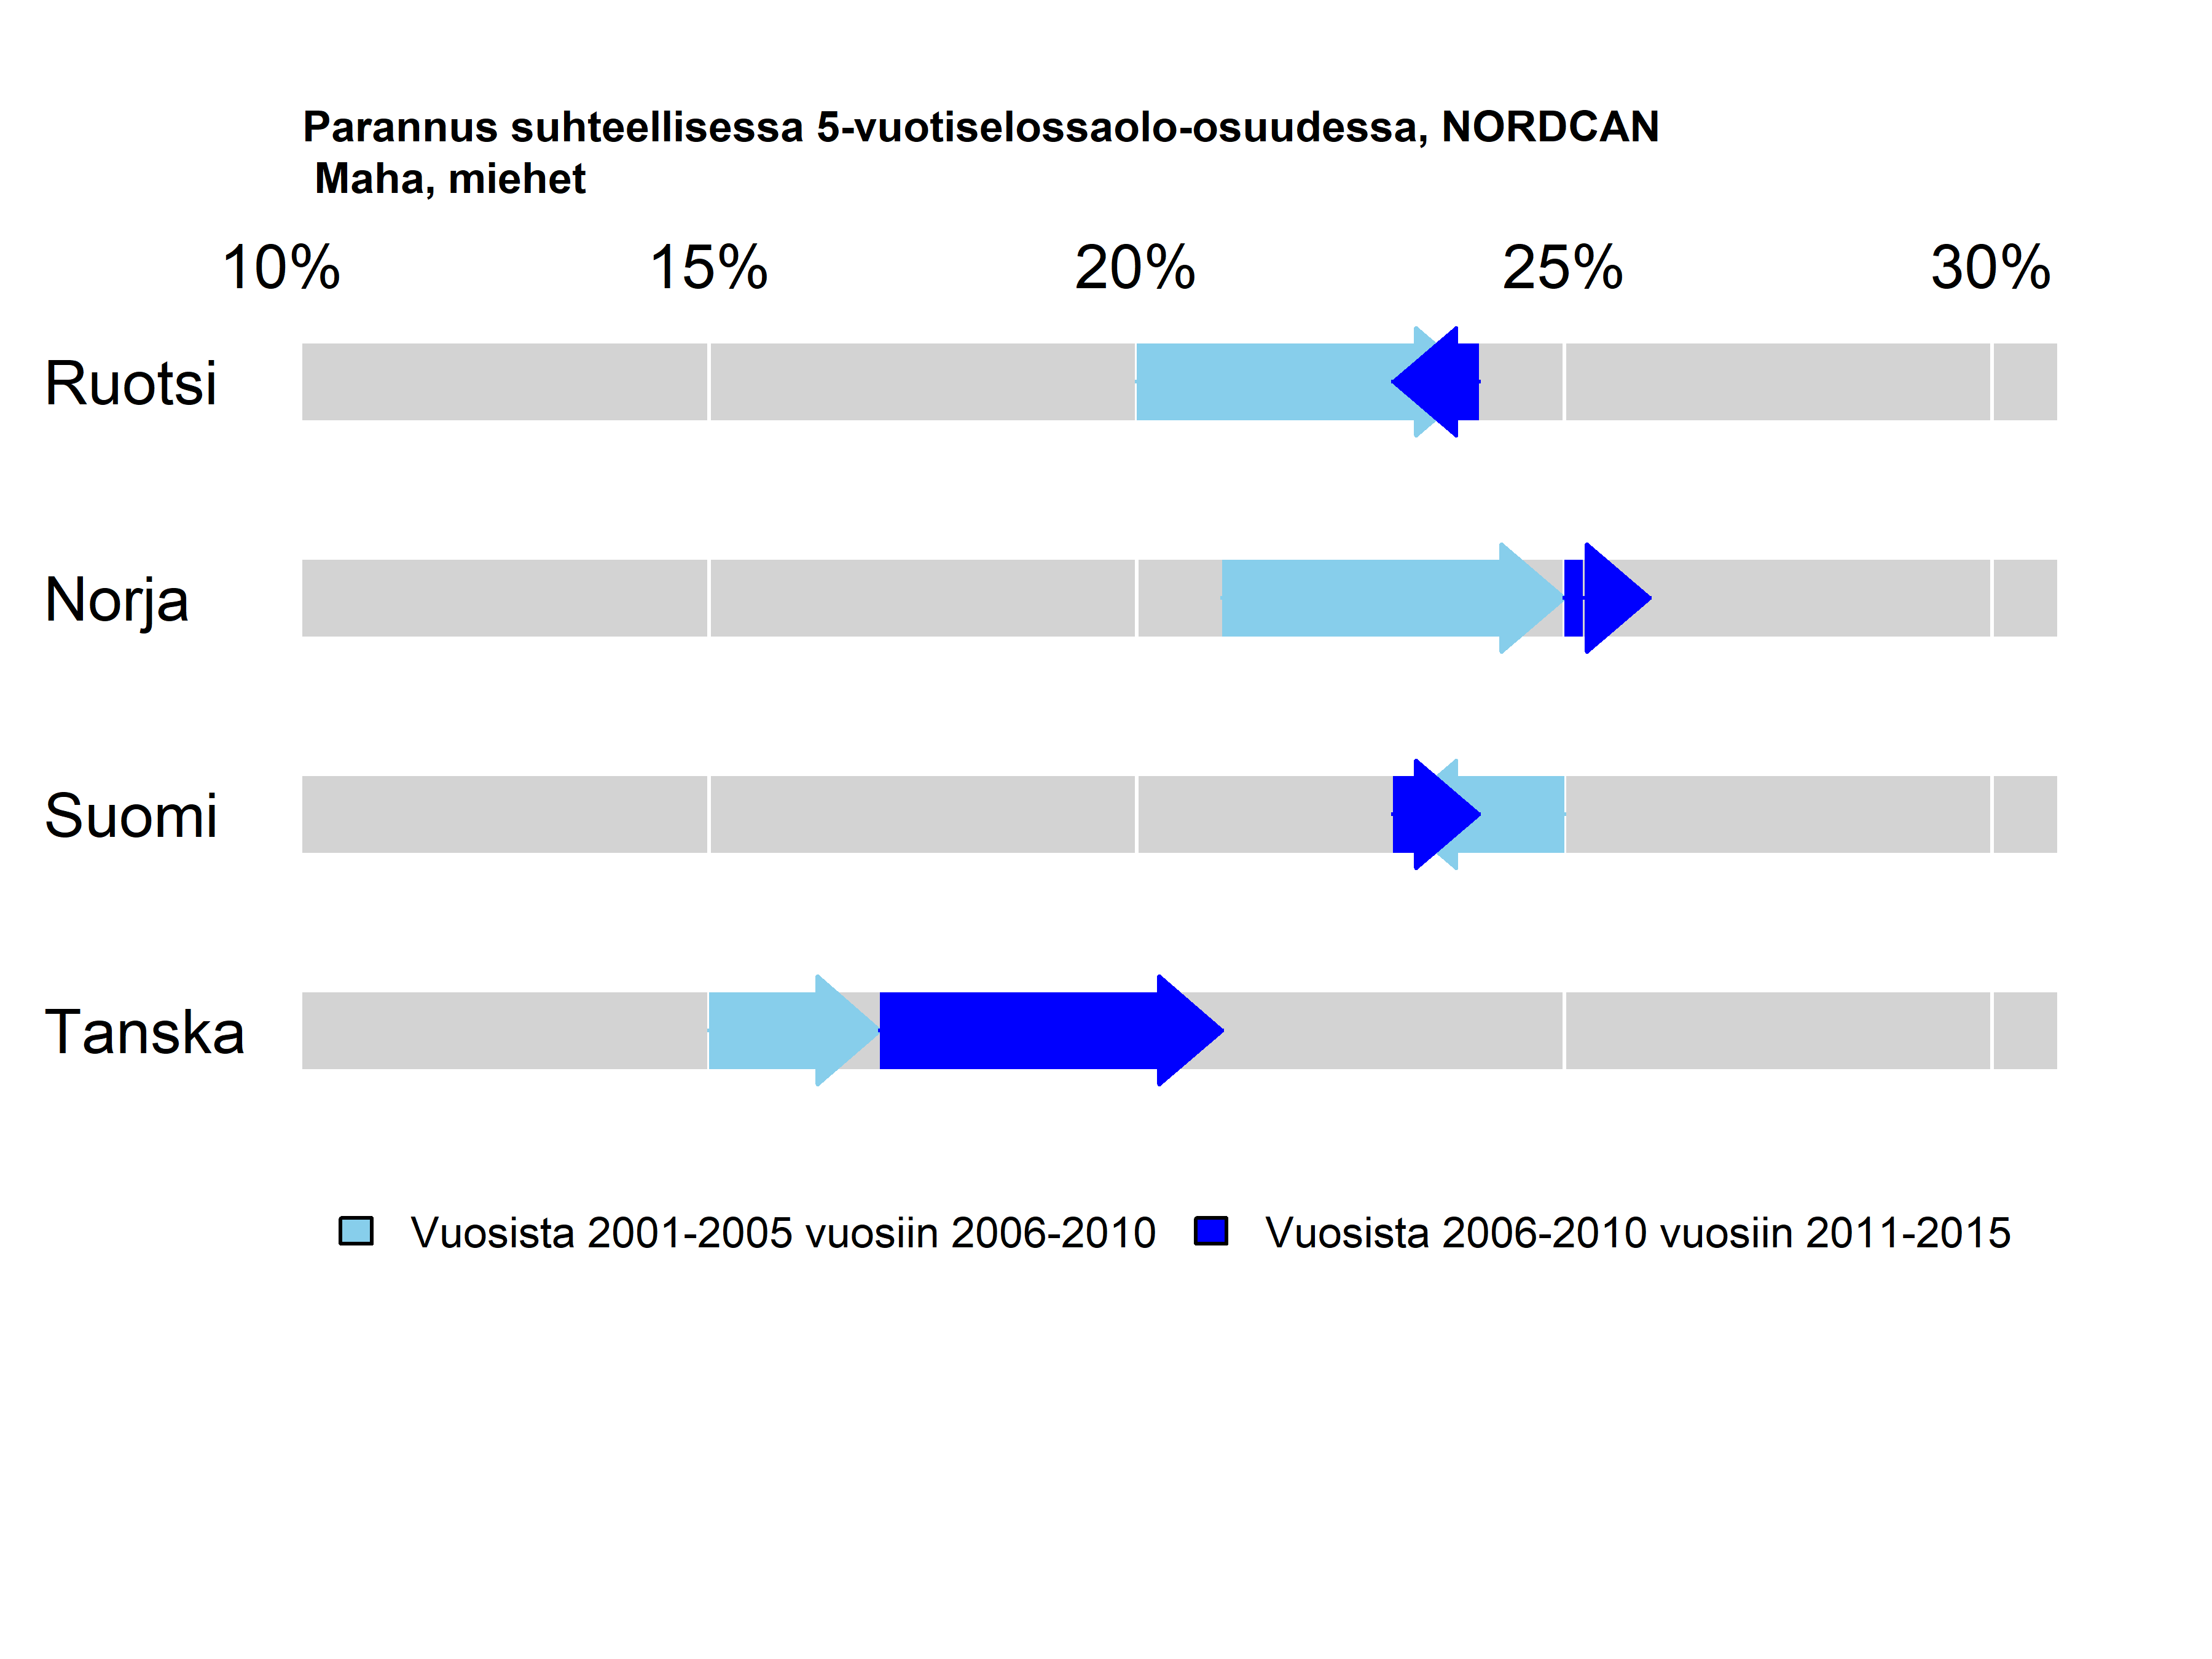 Parannus suhteellisessa 5-vuotiselossaolo-osuudessa, NORDCAN
Maha, miehet
10% 15% 20% 25% 30%
Ruotsi
Norja
Suomi
Tanska
Vuosista 2001-2005 vuosiin 2006-2010 Vuosista 2006-2010 vuosiin 2011-2015